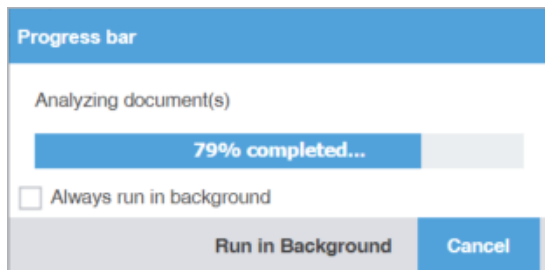 Progress bar
Analyzing document(s)
79% completed...
Always run in background
Run in Background Cancel